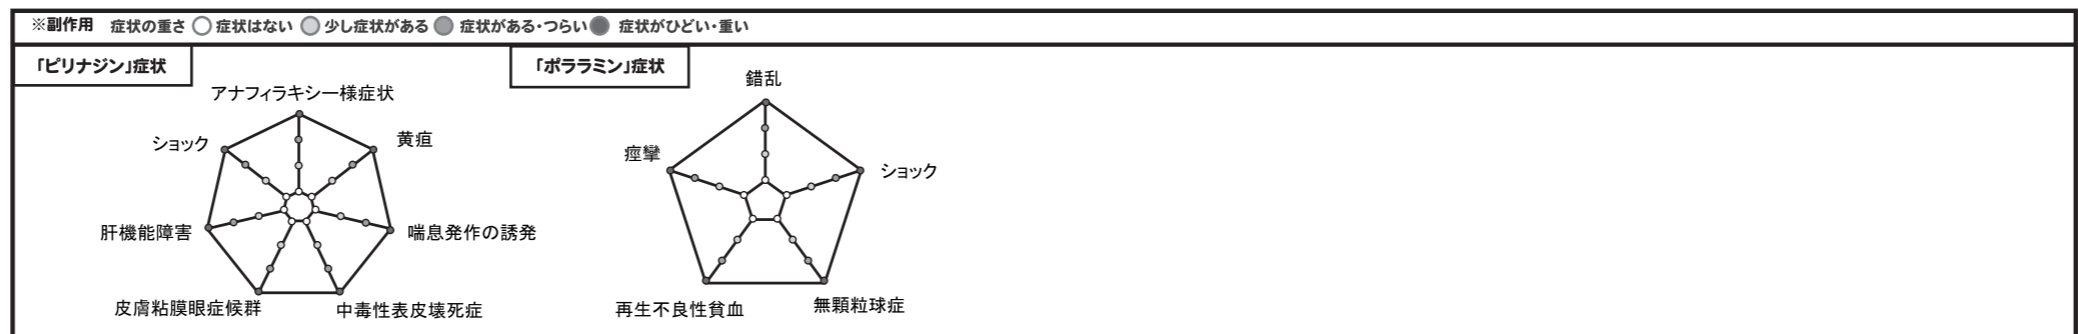 ※副作用 症状の重さ 症状はない 少し症状がある 症状がある・つらい 症状がひどい・重い
「ピリナジン」症状
アナフィラキシー様症状
黄疸
喘息発作の誘発
中毒性表皮壊死症
皮膚粘膜眼症候群
肝機能障害
ショック
「ポララミン」症状
錯乱
ショック
無顆粒球症
再生不良性貧血
痙攣